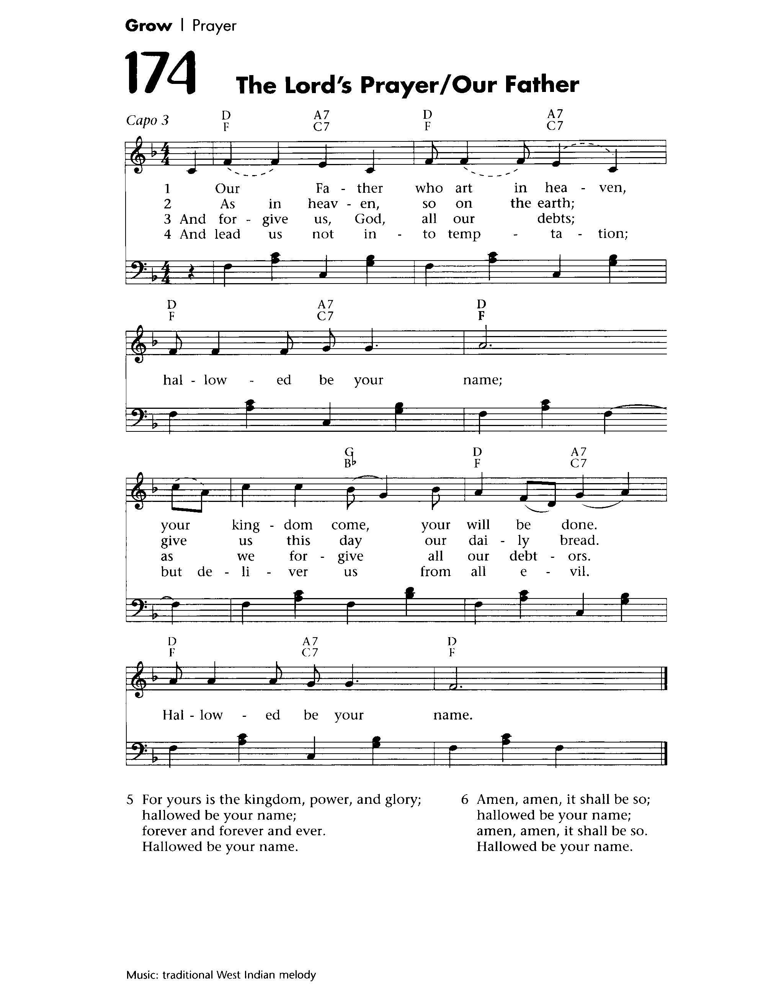 Grow | Prayer
174
The Lord's Prayer/Our Father
Capo 3
D A7 D A7
F C7 F C7
1 Our Fa - ther who art in hea - ven,
2 As in heav - en, so on the earth;
3 And for - give us, God, all our debts;
4 And lead us not in - to temp - ta - tion;
D A7 D
F C7 F
hal - low - ed be your name;
G D A7
B♭ F C7
your king - dom come, your will be done.
give us this day our dai - ly bread.
as we for - give all our debt - ors.
but de - li - ver us from all e - vil.
D A7 D
F C7 F
Hal - low - ed be your name.
5 For yours is the kingdom, power, and glory;
hallowed be your name;
forever and forever and ever.
Hallowed be your name.
6 Amen, amen, it shall be so;
hallowed be your name;
amen, amen, it shall be so.
Hallowed be your name.
Music: traditional West Indian melody